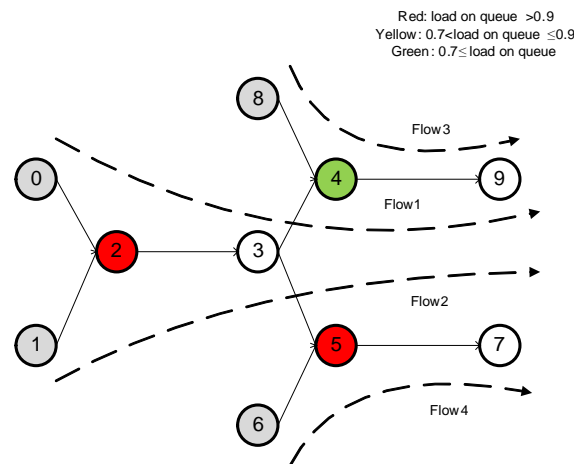 Red: load on queue >0.9
Yellow: 0.7<load on queue ≤0.9
Green: 0.7≤ load on queue
8
Flow3
0
4
9
Flow1
2
3
Flow2
1
5
7
6
Flow4